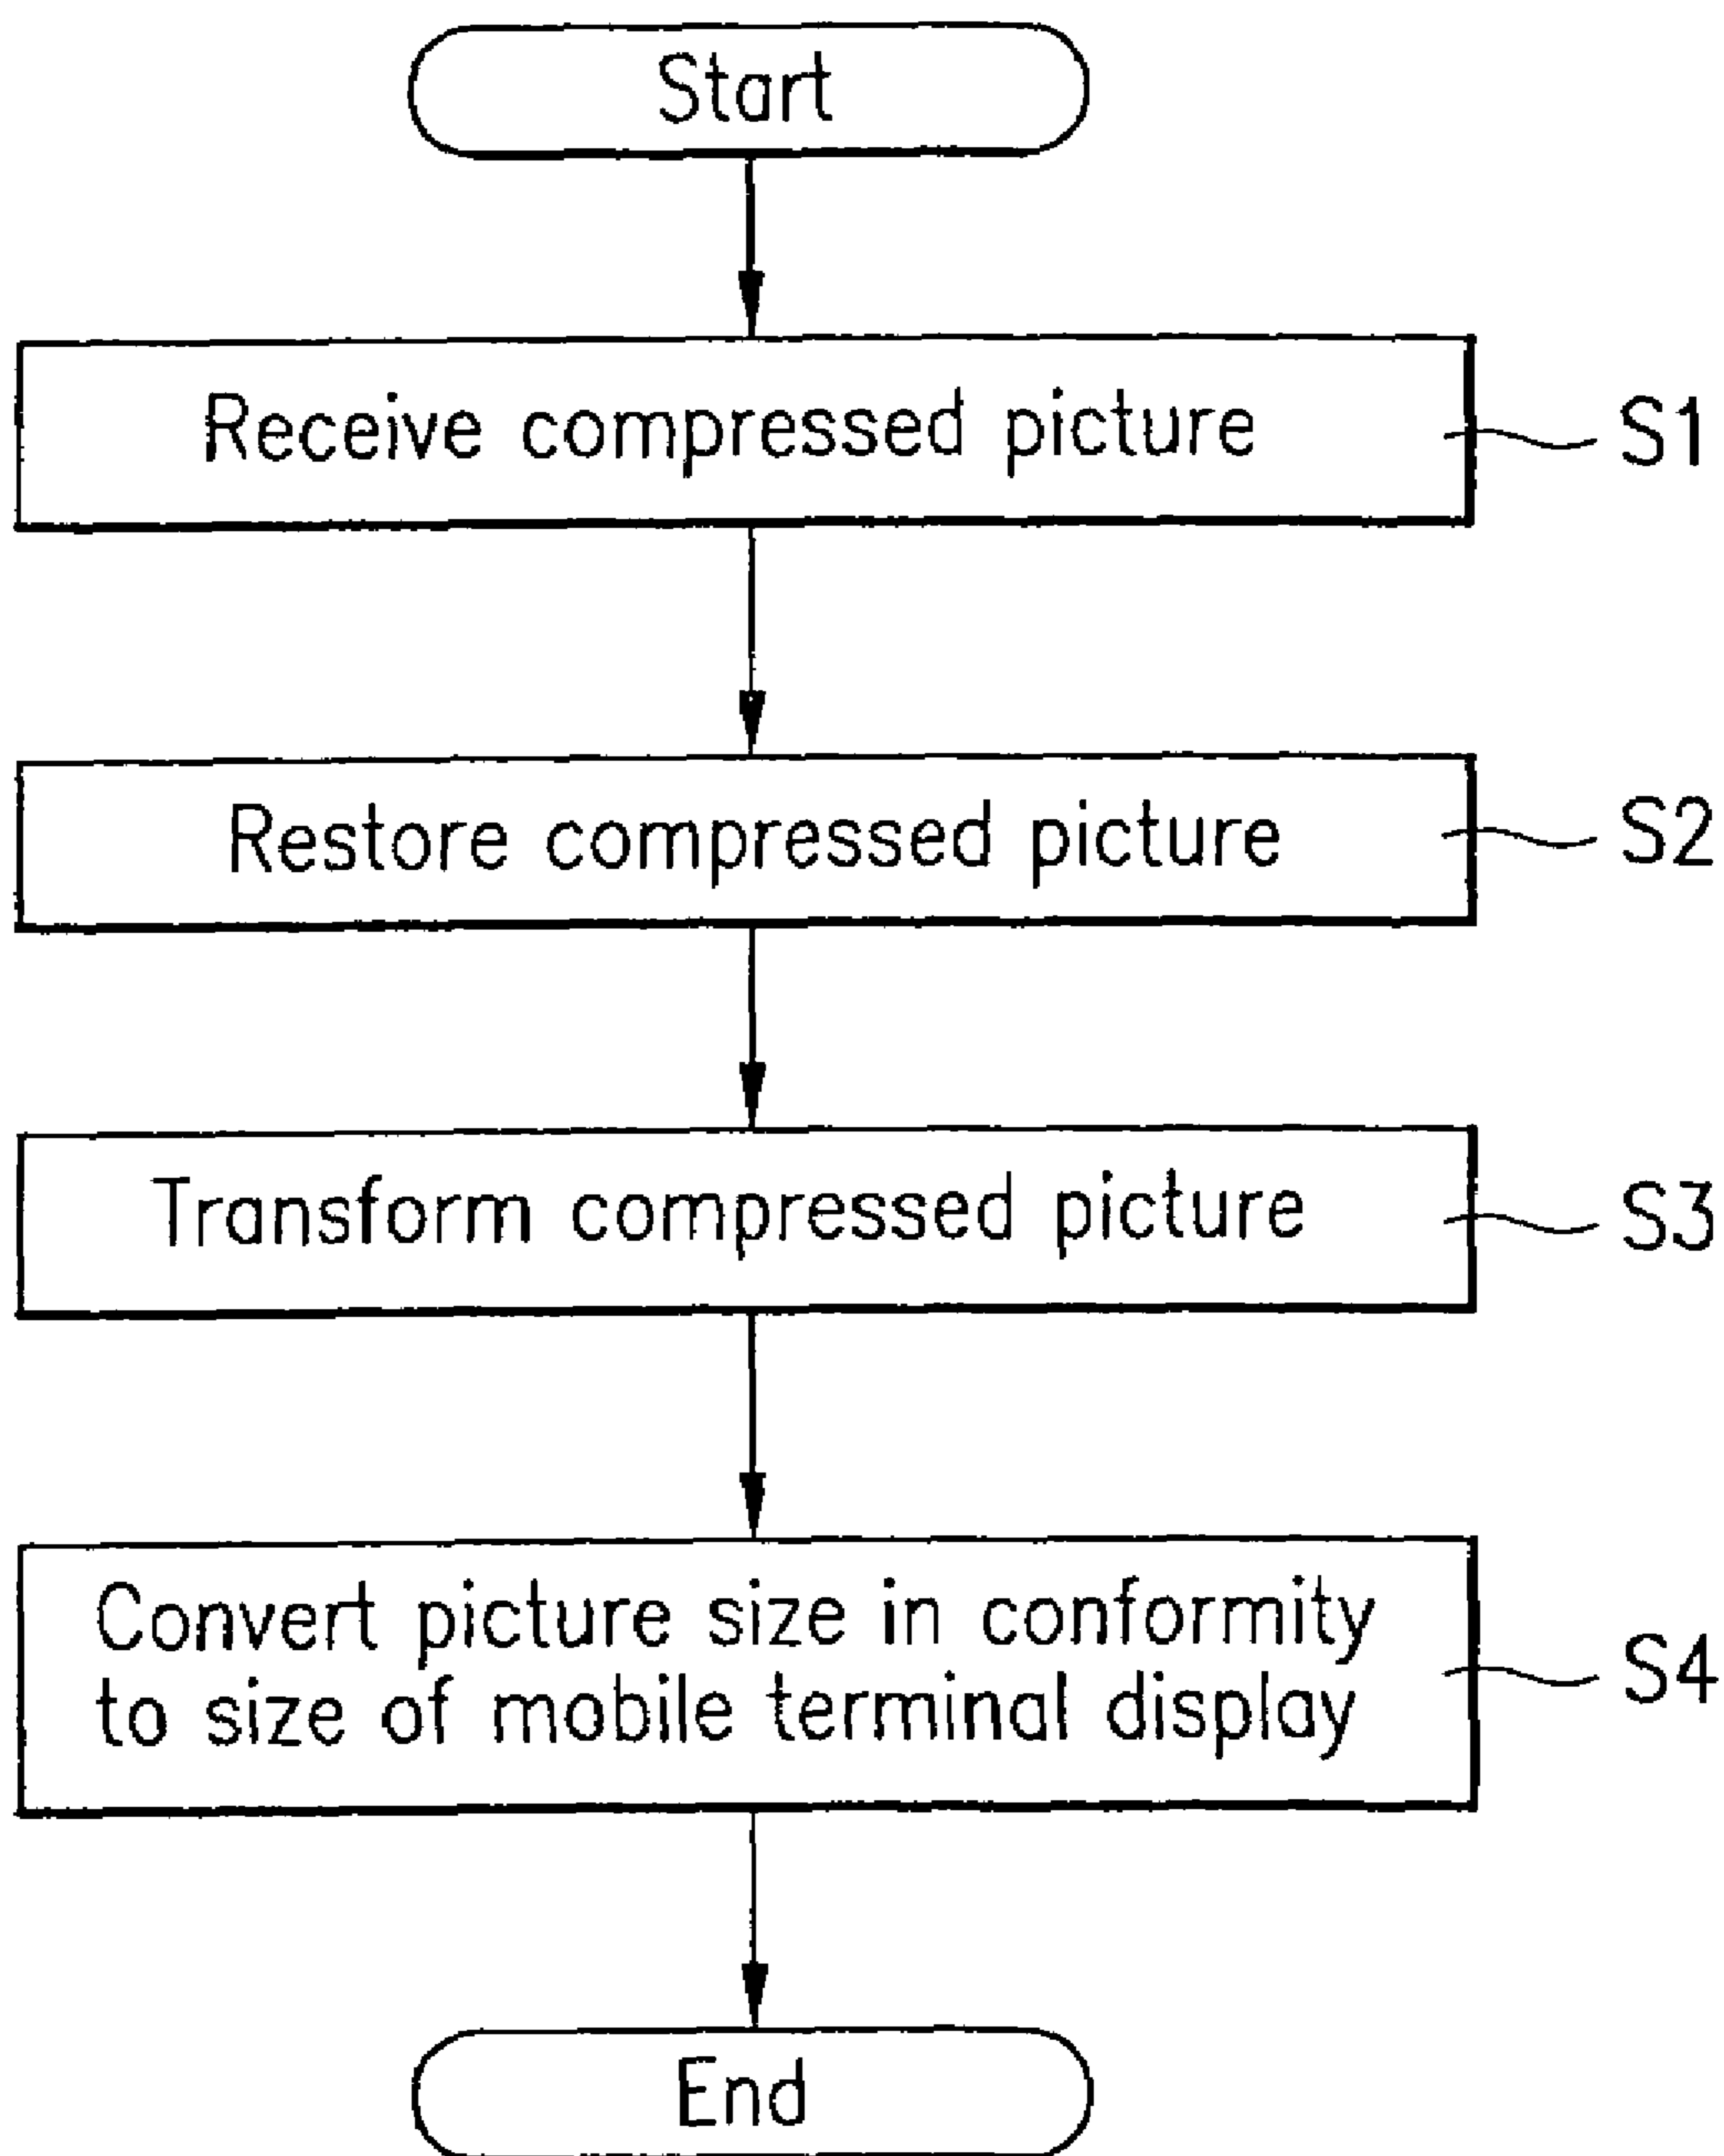 Start
Receive compressed picture
S1
Restore compressed picture
S2
Transform compressed picture
S3
Convert picture size in conformity
to size of mobile terminal display
S4
End